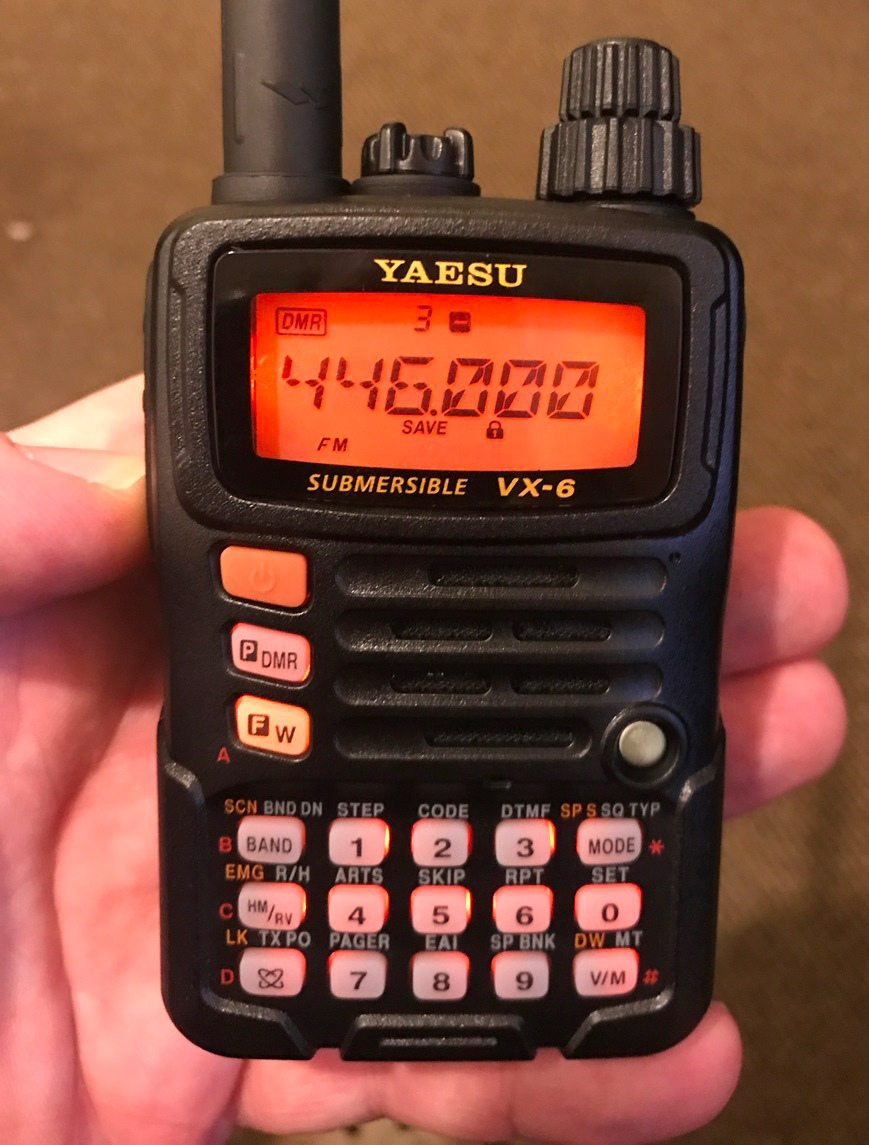 YAESU
DMR 3
446.000
SAVE
FM
SUBMERSIBLE VX-6
P DMR
F W
A
SCN BND DN STEP CODE DTMF SP S SQ TYP
B BAND 1 2 3 MODE *
EMG R/H ARTS SKIP RPT SET
C HM/RV 4 5 6 0
LK TX PO PAGER EAI SP BNK DW MT
D 7 8 9 V/M #